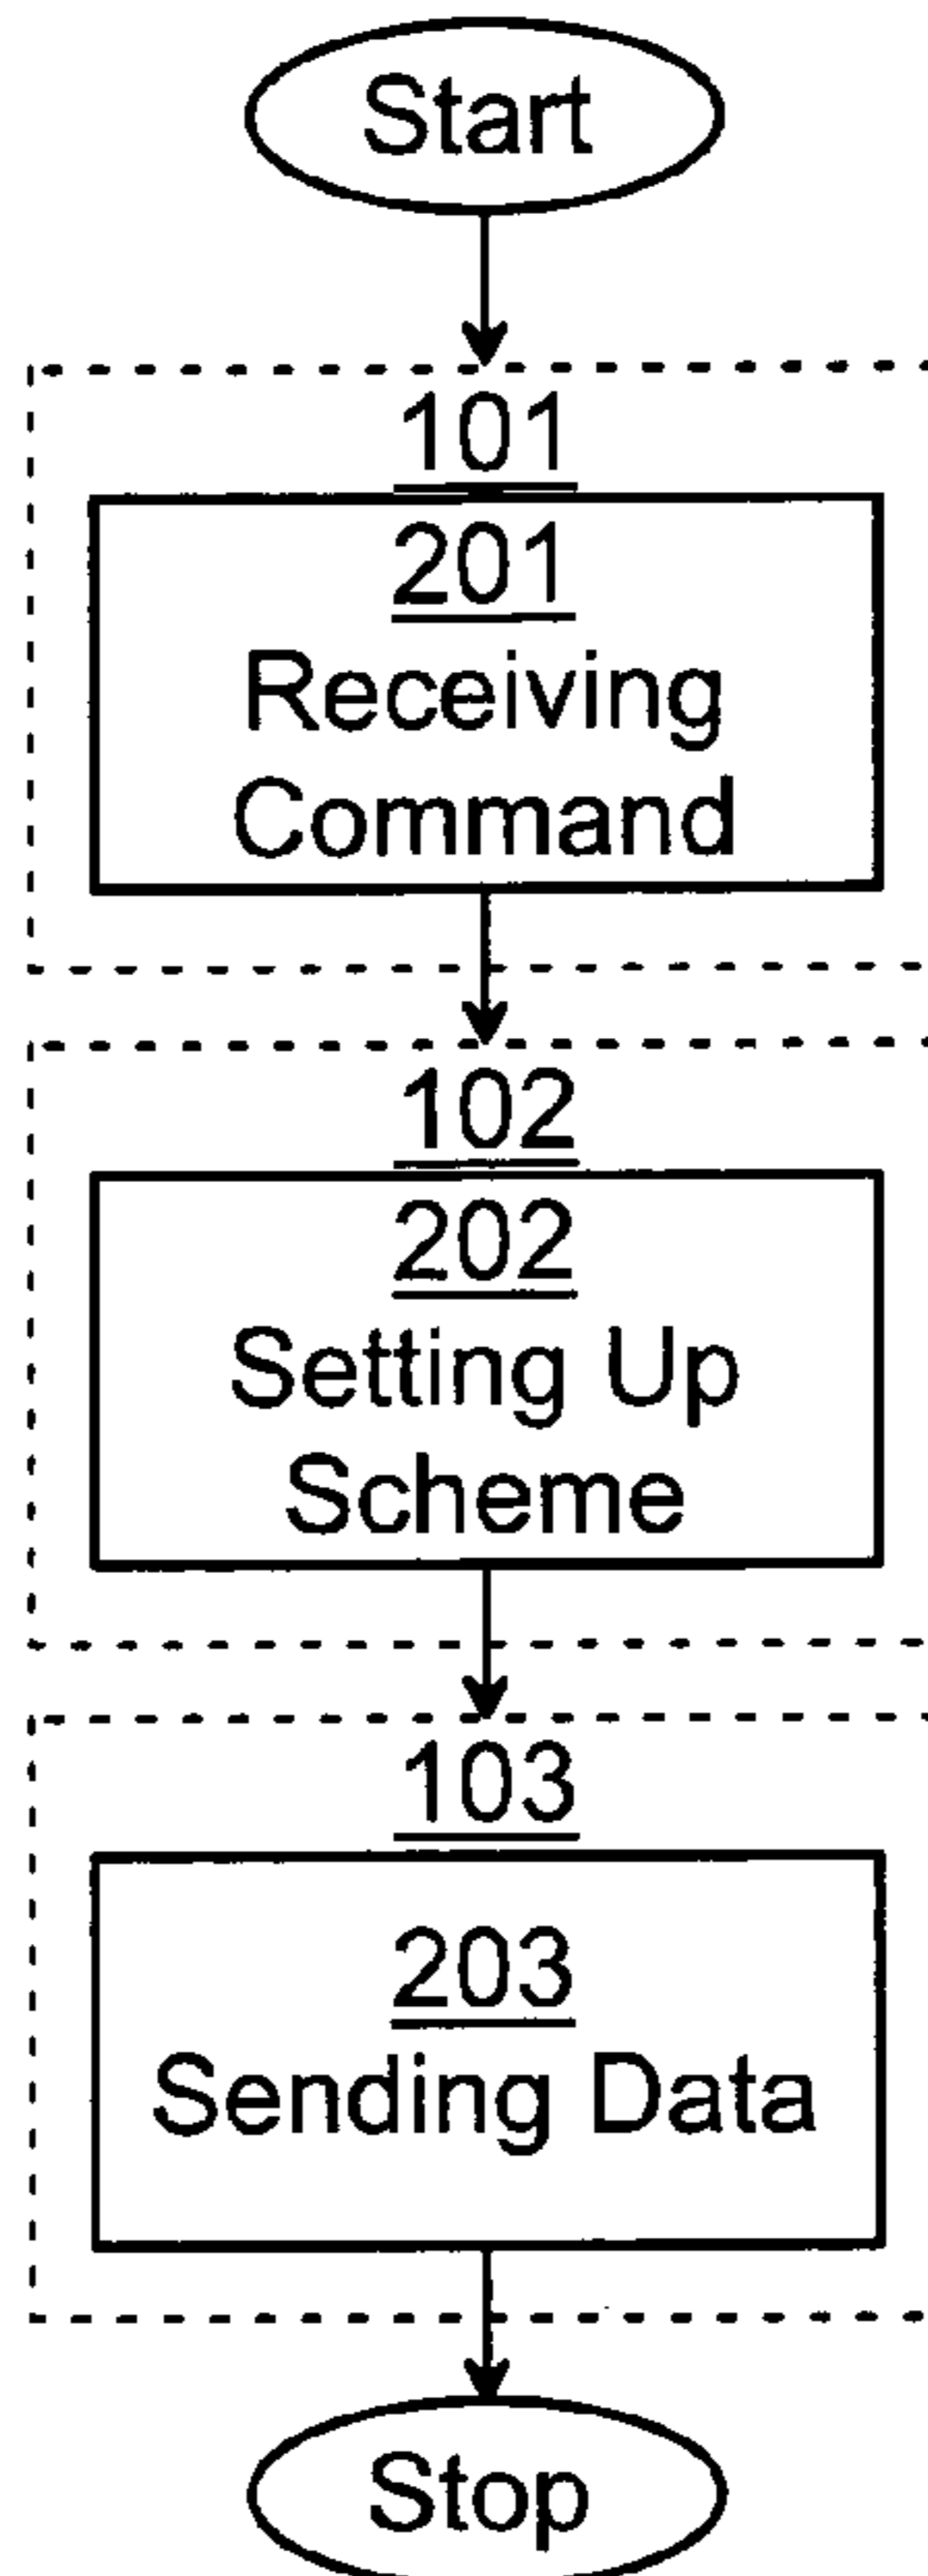 Start
101
201
Receiving
Command
102
202
Setting Up
Scheme
103
203
Sending Data
Stop